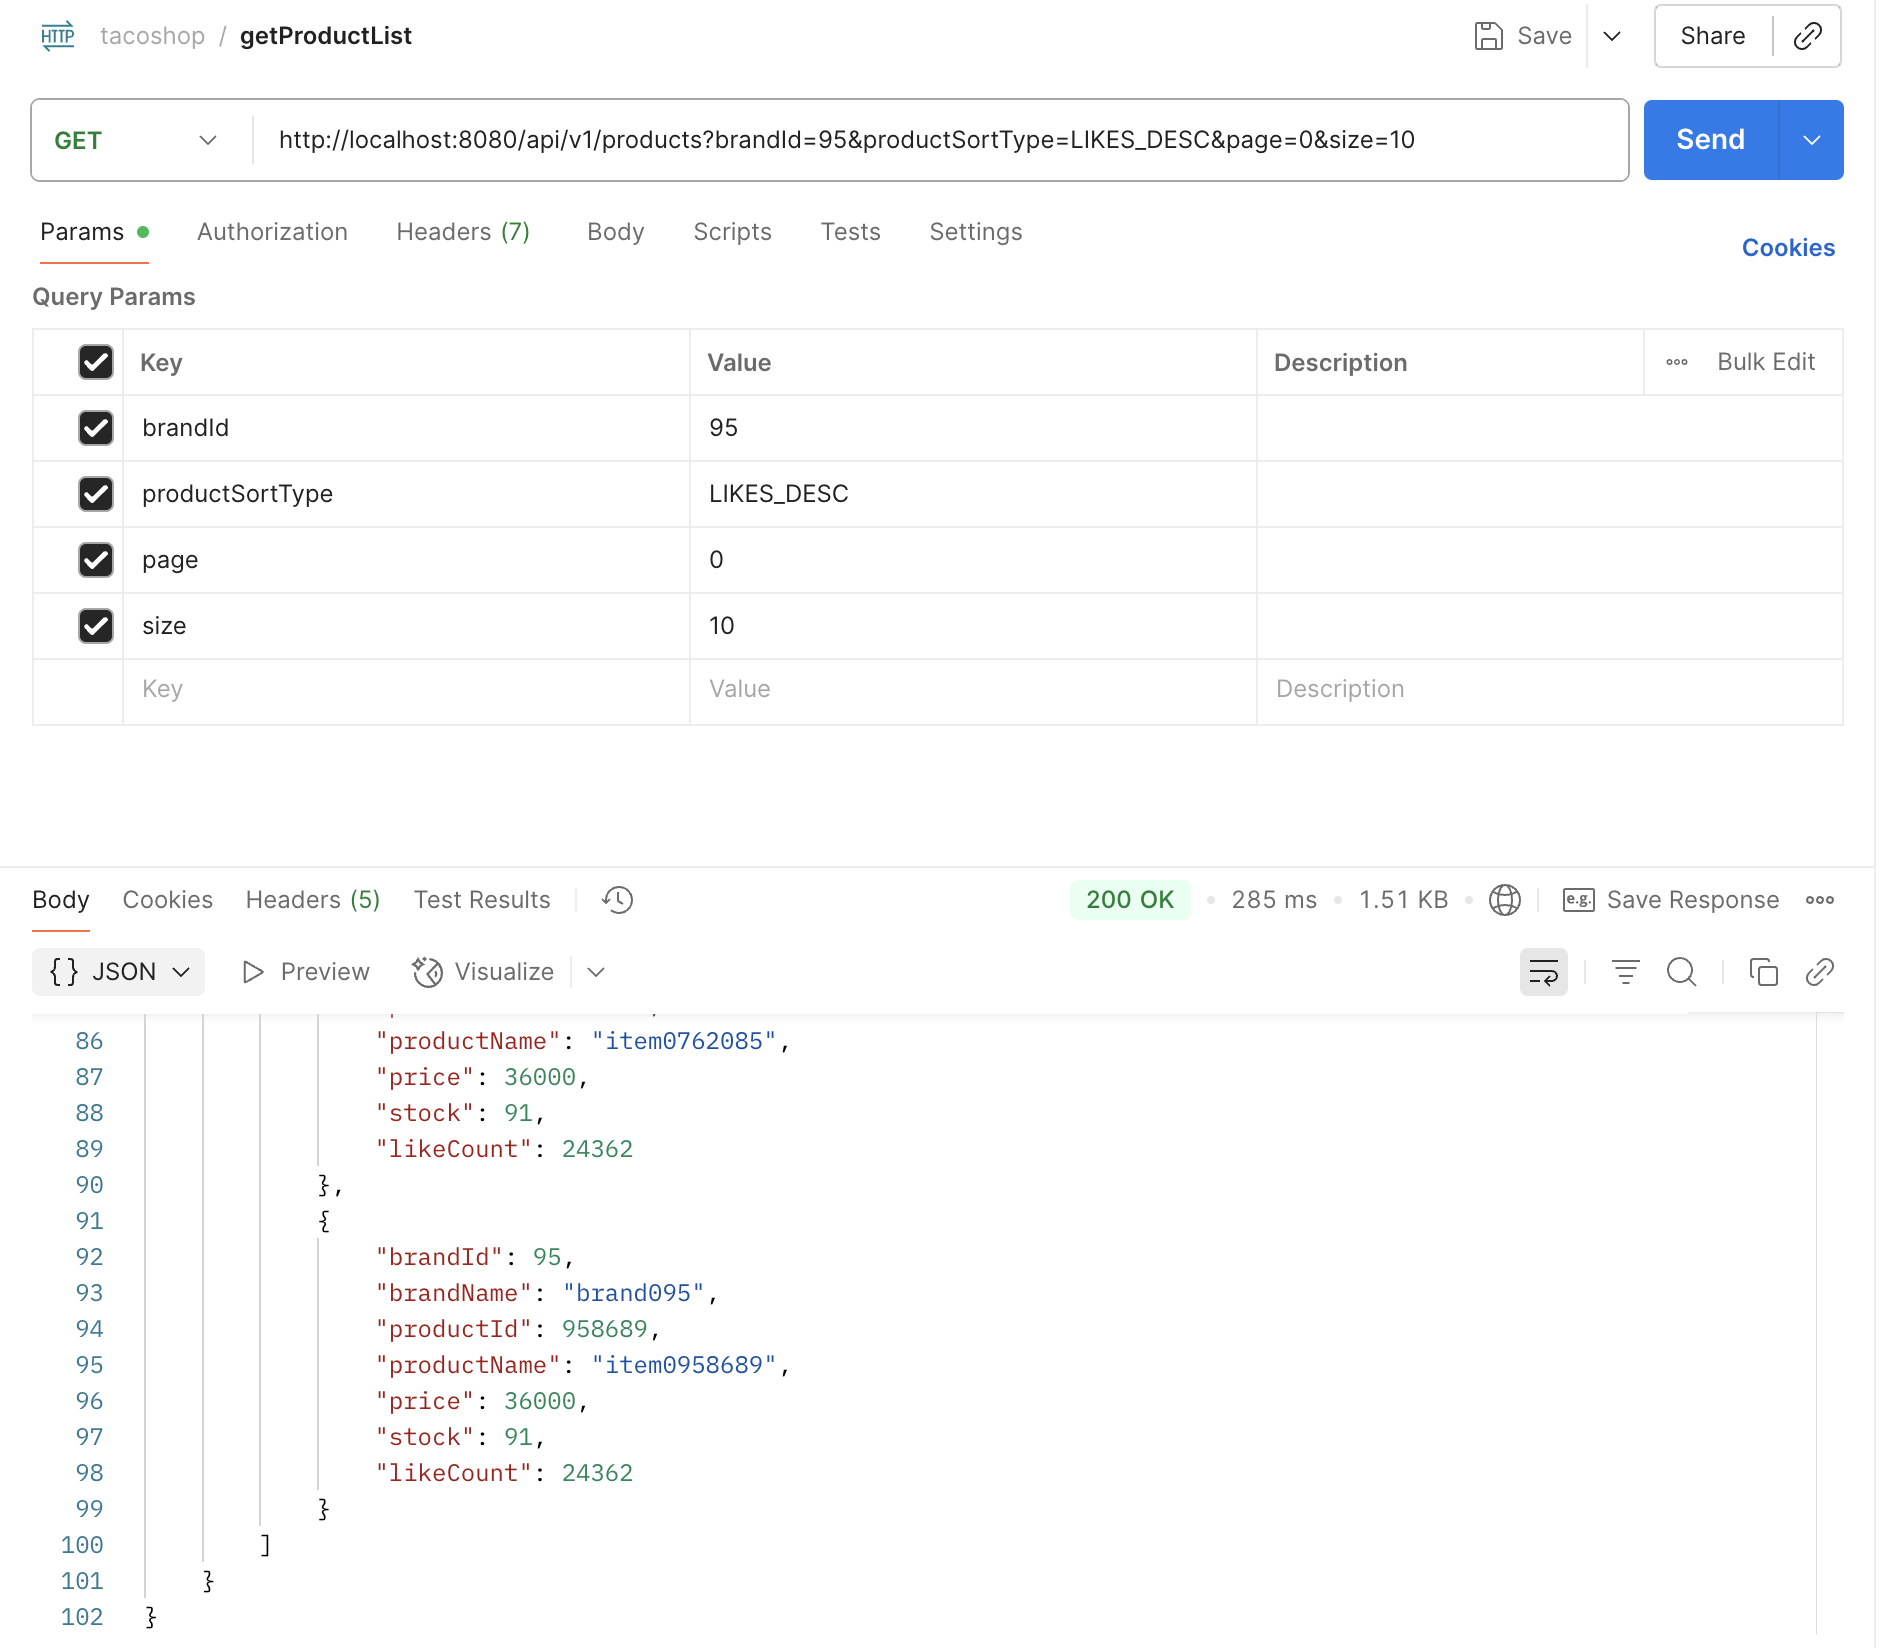 HTTP tacoshop / getProductList Save Share
GET http://localhost:8080/api/v1/products?brandId=95&productSortType=LIKES_DESC&page=0&size=10 Send
Params Authorization Headers (7) Body Scripts Tests Settings Cookies
Query Params
Key Value Description Bulk Edit
brandId 95
productSortType LIKES_DESC
page 0
size 10
Key Value Description
Body Cookies Headers (5) Test Results 200 OK 285 ms 1.51 KB e.g. Save Response
{ } JSON Preview Visualize
86 "productName": "item0762085",
87 "price": 36000,
88 "stock": 91,
89 "likeCount": 24362
90 },
91 {
92 "brandId": 95,
93 "brandName": "brand095",
94 "productId": 958689,
95 "productName": "item0958689",
96 "price": 36000,
97 "stock": 91,
98 "likeCount": 24362
99 }
100 ]
101 }
102 }